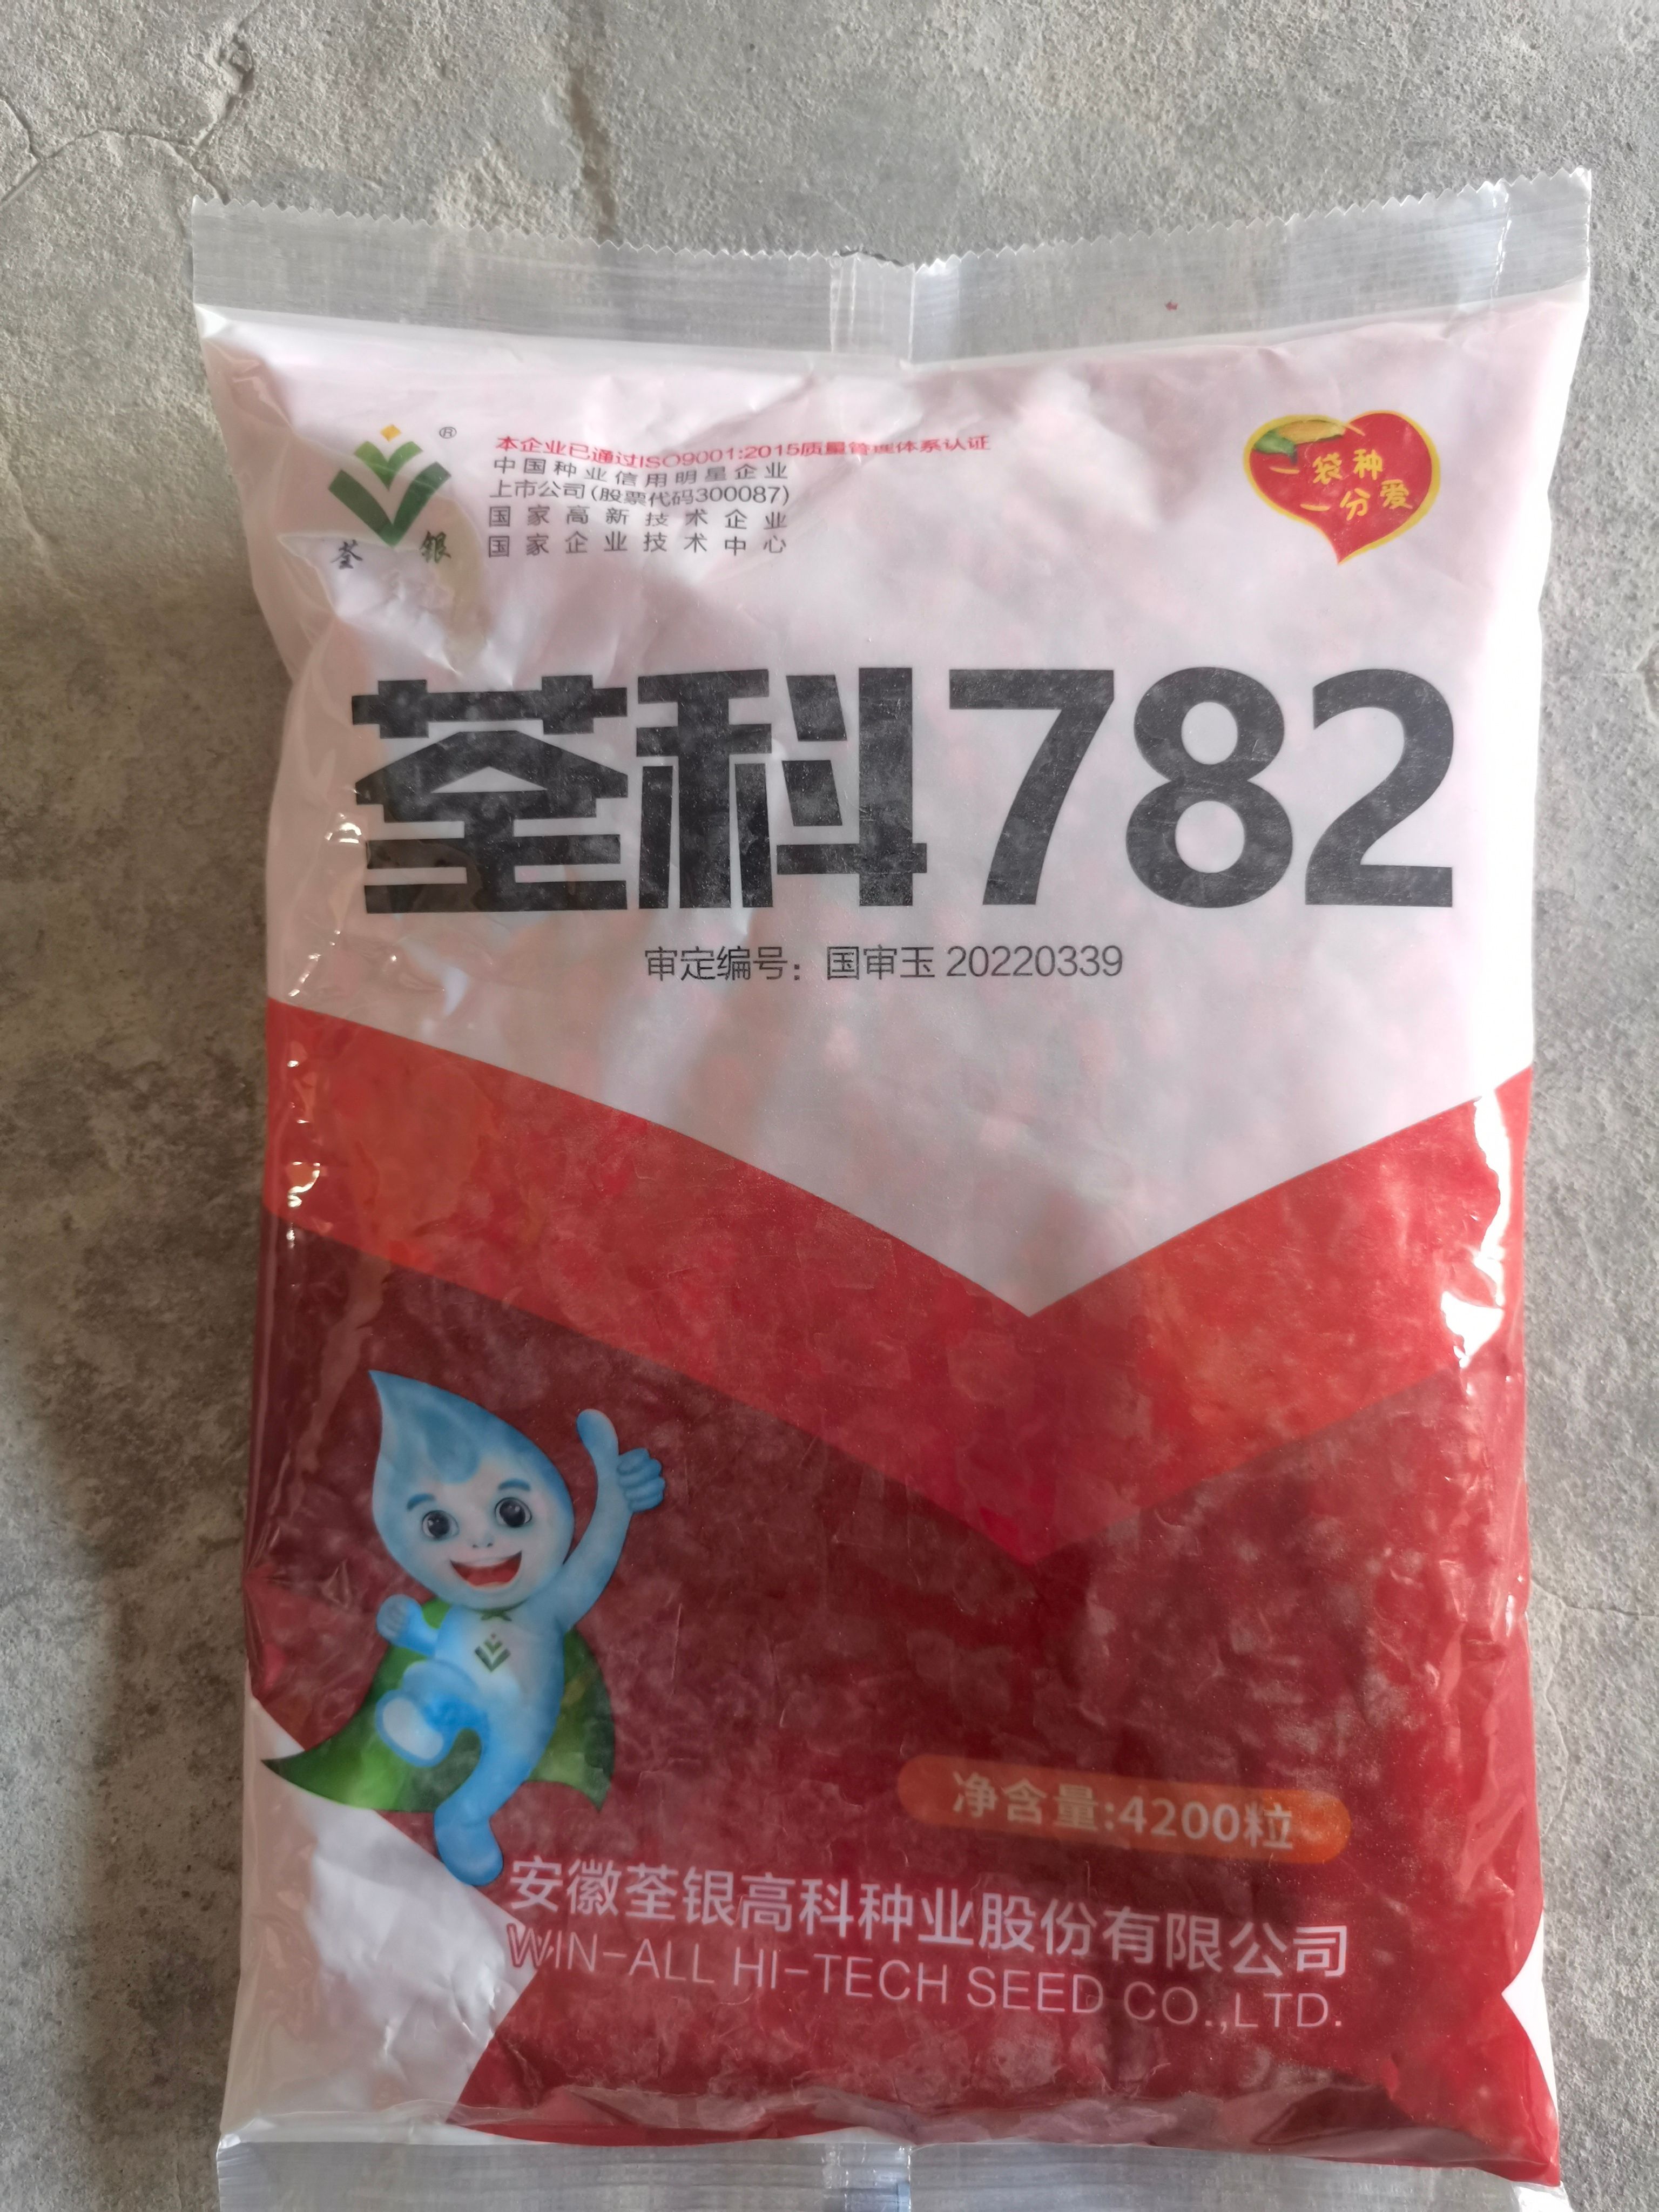 ®
荃 银
本企业已通过ISO9001:2015质量管理体系认证
中国种业信用明星企业
上市公司(股票代码300087)
国家高新技术企业
国家企业技术中心
一袋种
一分爱
荃科782
审定编号：国审玉 20220339
净含量:4200粒
安徽荃银高科种业股份有限公司
WIN-ALL HI-TECH SEED CO.,LTD.